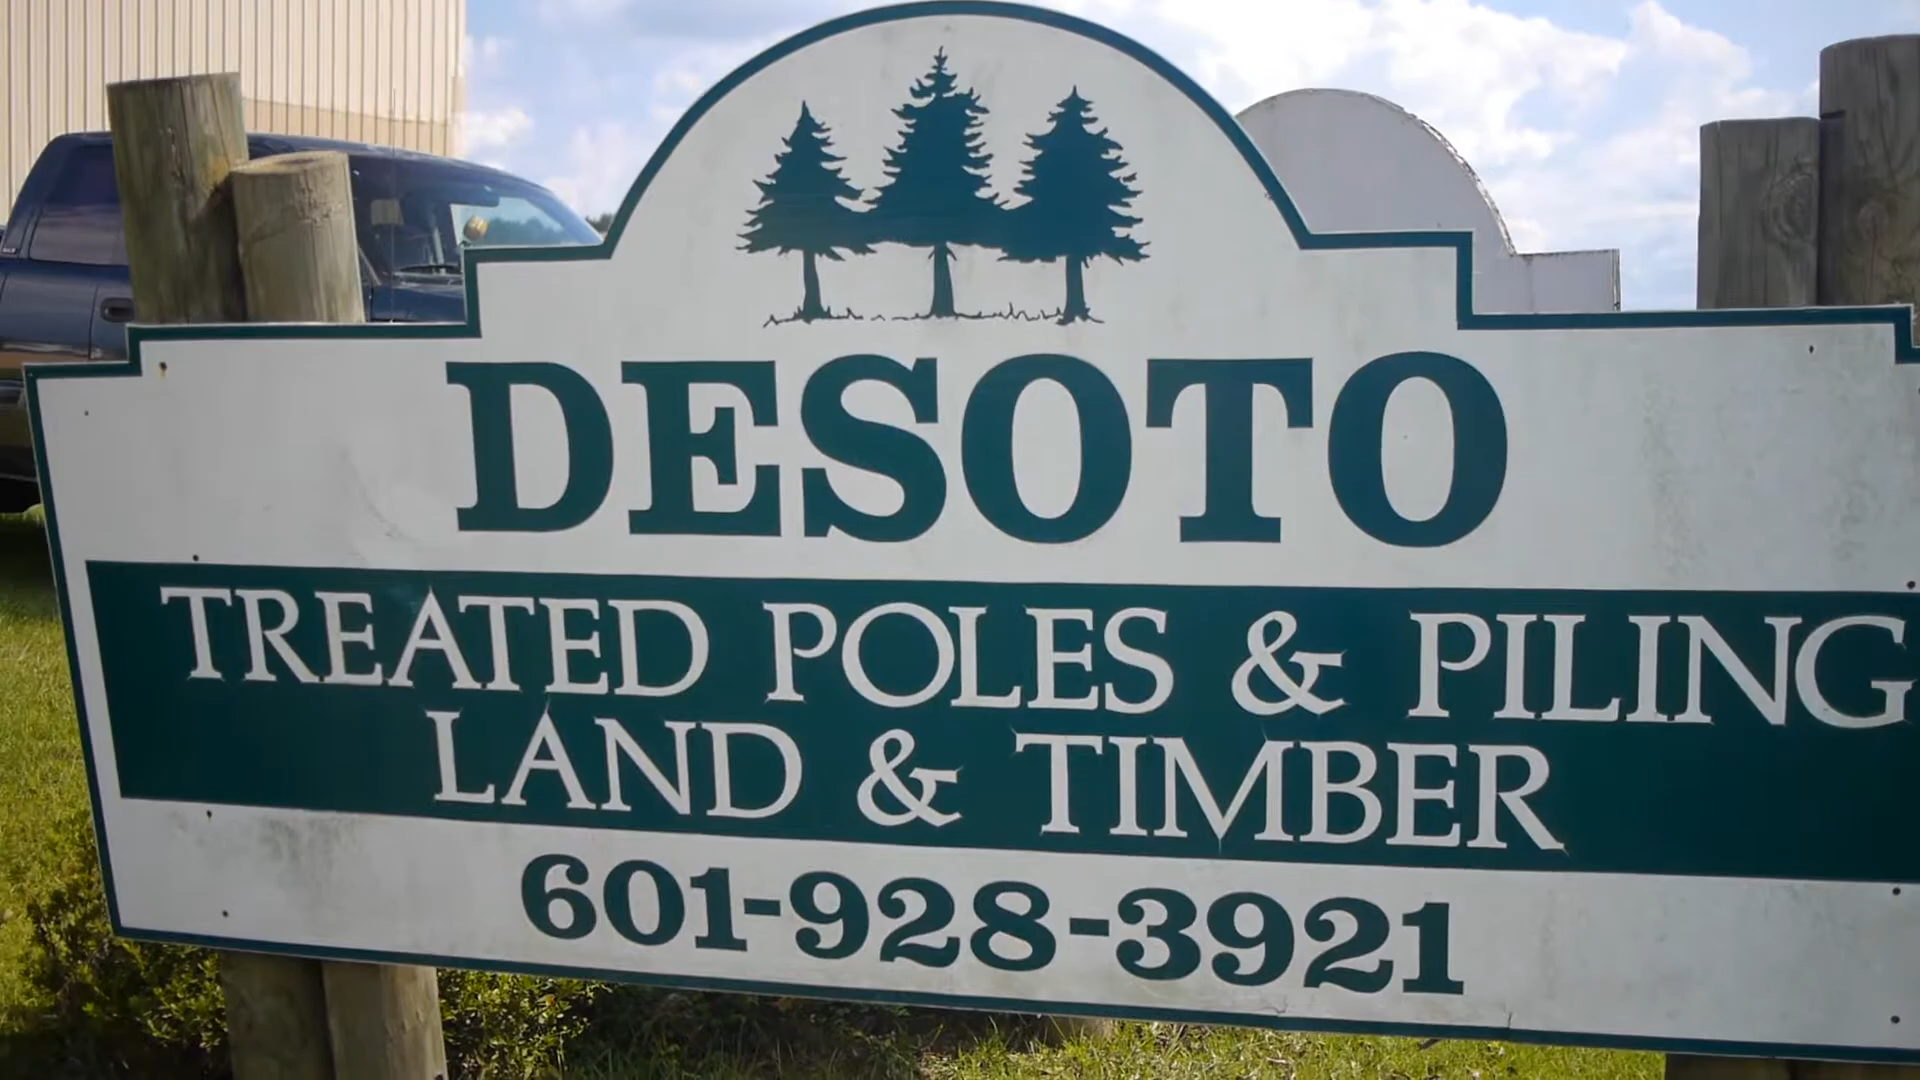 DESOTO
TREATED POLES & PILING
LAND & TIMBER
601-928-3921